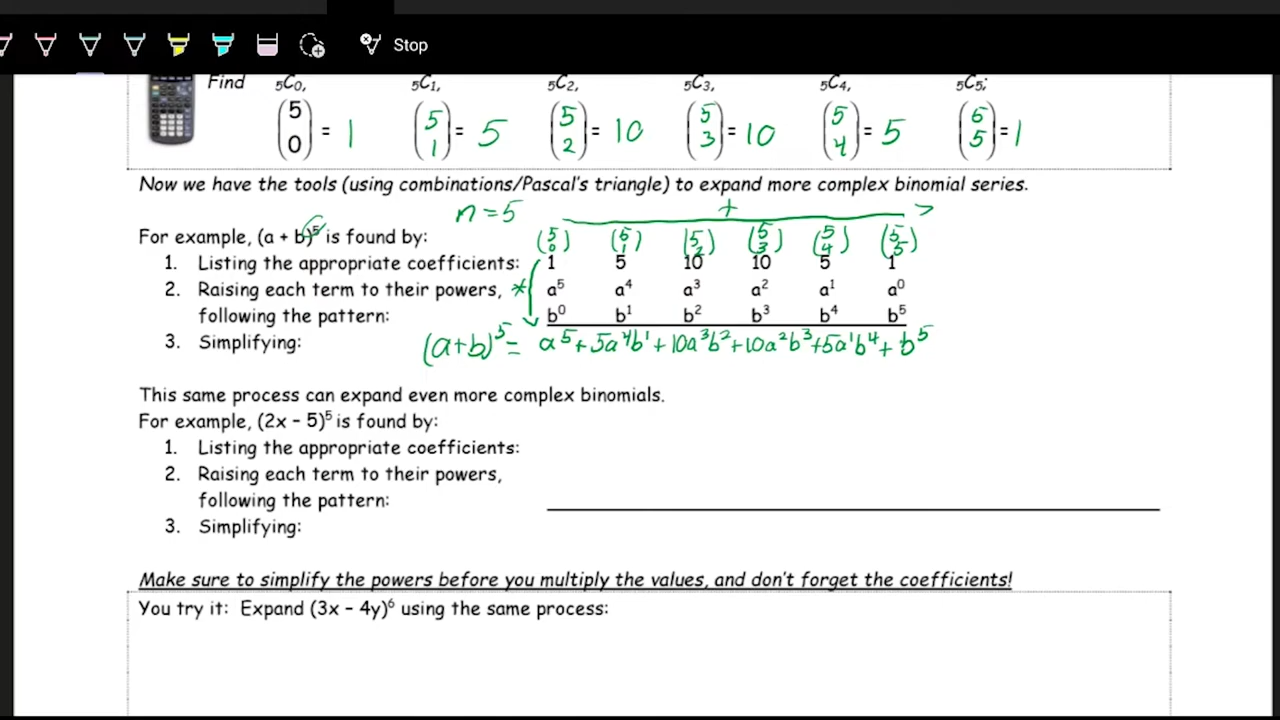 Stop
Find ₅C₀, ₅C₁, ₅C₂, ₅C₃, ₅C₄, ₅C₅;
(5 0) = 1 (5 1) = 5 (5 2) = 10 (5 3) = 10 (5 4) = 5 (5 5) = 1
Now we have the tools (using combinations/Pascal's triangle) to expand more complex binomial series.
n = 5 +
For example, (a + b)⁵ is found by: (5 0) (5 1) (5 2) (5 3) (5 4) (5 5)
1. Listing the appropriate coefficients: 1 5 10 10 5 1
2. Raising each term to their powers, * a⁵ a⁴ a³ a² a¹ a⁰
following the pattern: b⁰ b¹ b² b³ b⁴ b⁵
3. Simplifying: (a+b)⁵ = a⁵ + 5a⁴b¹ + 10a³b² + 10a²b³ + 5a¹b⁴ + b⁵
This same process can expand even more complex binomials.
For example, (2x – 5)⁵ is found by:
1. Listing the appropriate coefficients:
2. Raising each term to their powers,
following the pattern:
3. Simplifying:
Make sure to simplify the powers before you multiply the values, and don't forget the coefficients!
You try it: Expand (3x – 4y)⁶ using the same process: